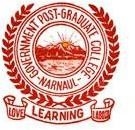 GOVERNMENT POST-GRADUATE COLLEGE
NARNAUL
LOVE LEARNING LABOUR